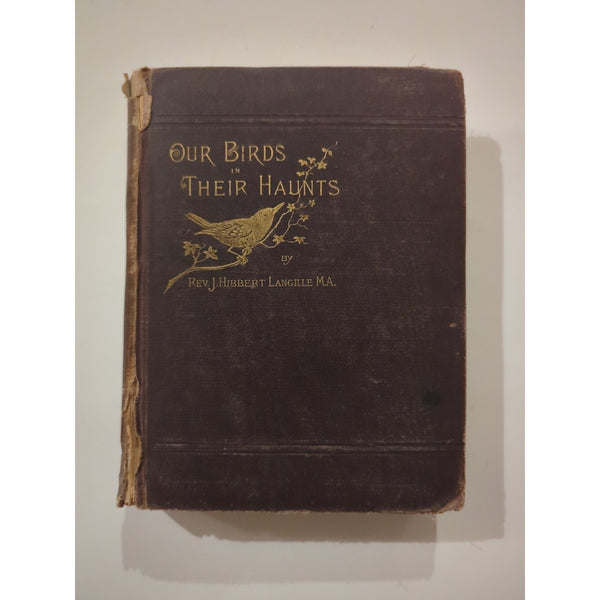 OUR BIRDS
IN
THEIR HAUNTS
BY
REV. J. HIBBERT LANGILLE M.A.